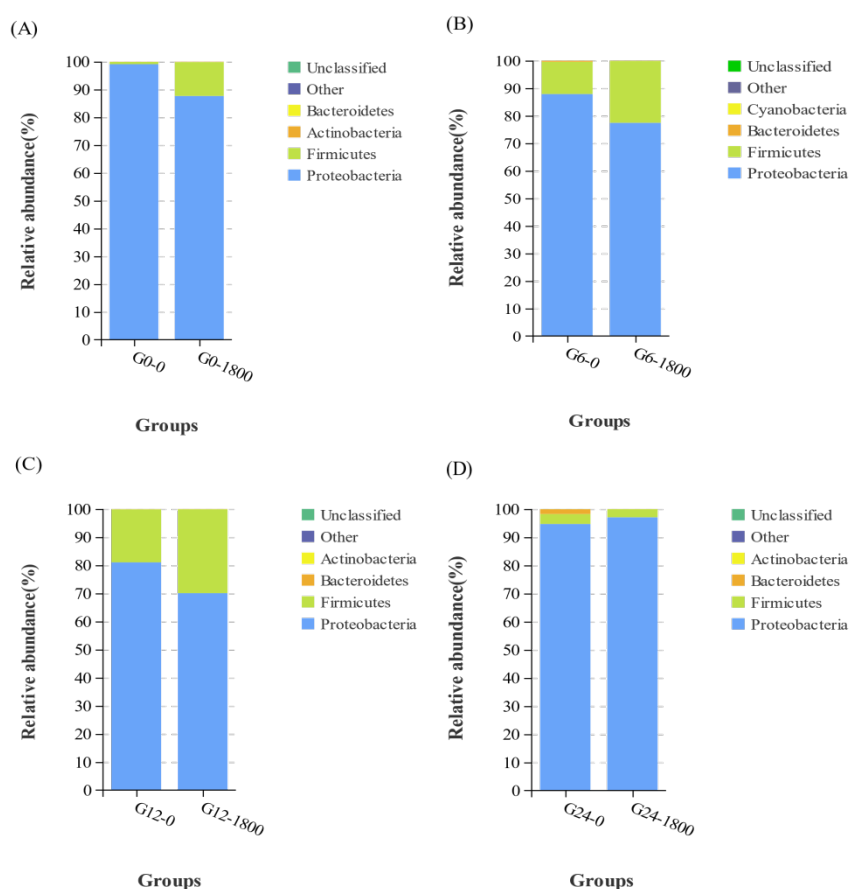 (A)
Relative abundance(%)
100
90
80
70
60
50
40
30
20
10
0
G0-0
G0-1800
Groups
Unclassified
Other
Bacteroidetes
Actinobacteria
Firmicutes
Proteobacteria
(B)
Relative abundance(%)
100
90
80
70
60
50
40
30
20
10
0
G6-0
G6-1800
Groups
Unclassified
Other
Cyanobacteria
Bacteroidetes
Firmicutes
Proteobacteria
(C)
Relative abundance(%)
100
90
80
70
60
50
40
30
20
10
0
G12-0
G12-1800
Groups
Unclassified
Other
Actinobacteria
Bacteroidetes
Firmicutes
Proteobacteria
(D)
Relative abundance(%)
100
90
80
70
60
50
40
30
20
10
0
G24-0
G24-1800
Groups
Unclassified
Other
Actinobacteria
Bacteroidetes
Firmicutes
Proteobacteria